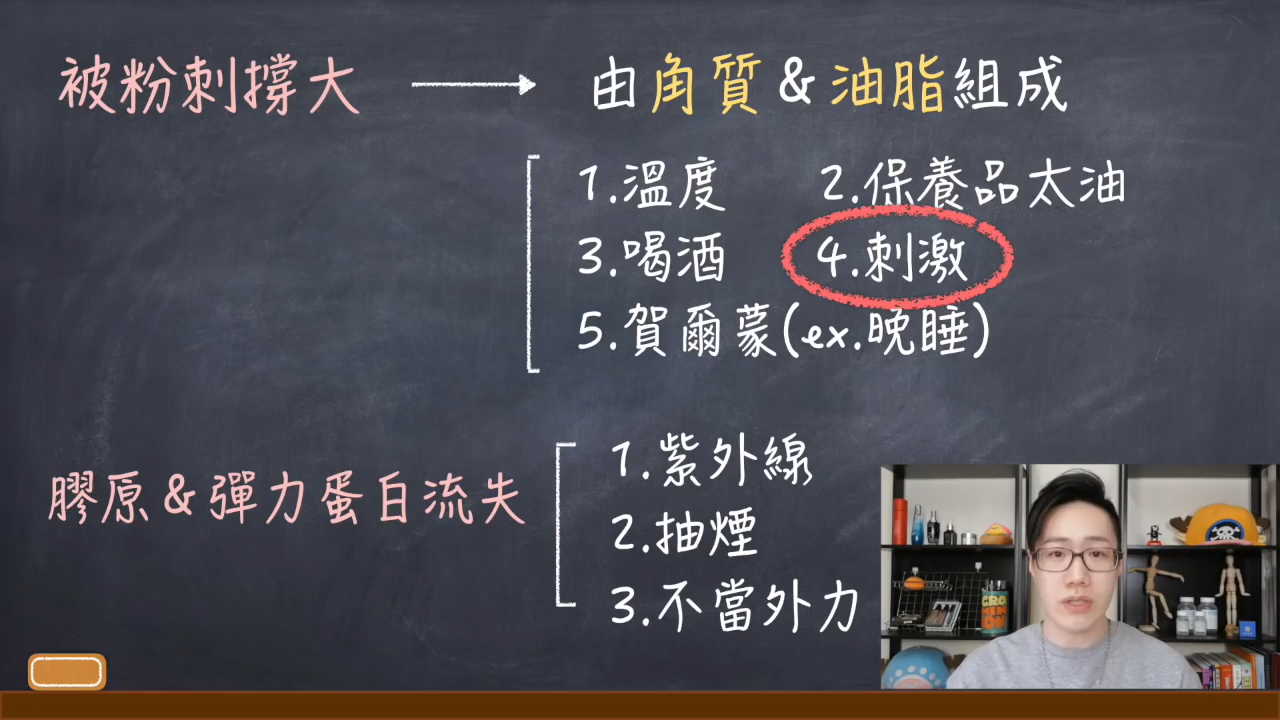 被粉刺撐大 → 由角質&油脂組成
1.溫度 2.保養品太油
3.喝酒 4.刺激
5.賀爾蒙(ex.晚睡)
膠原&彈力蛋白流失
1.紫外線
2.抽煙
3.不當外力